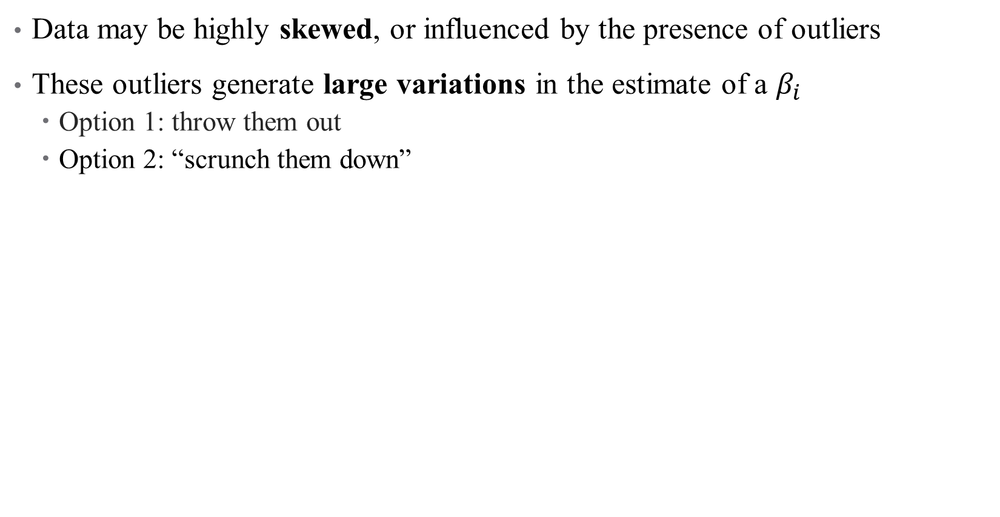 • Data may be highly skewed, or influenced by the presence of outliers
• These outliers generate large variations in the estimate of a βᵢ
• Option 1: throw them out
• Option 2: “scrunch them down”